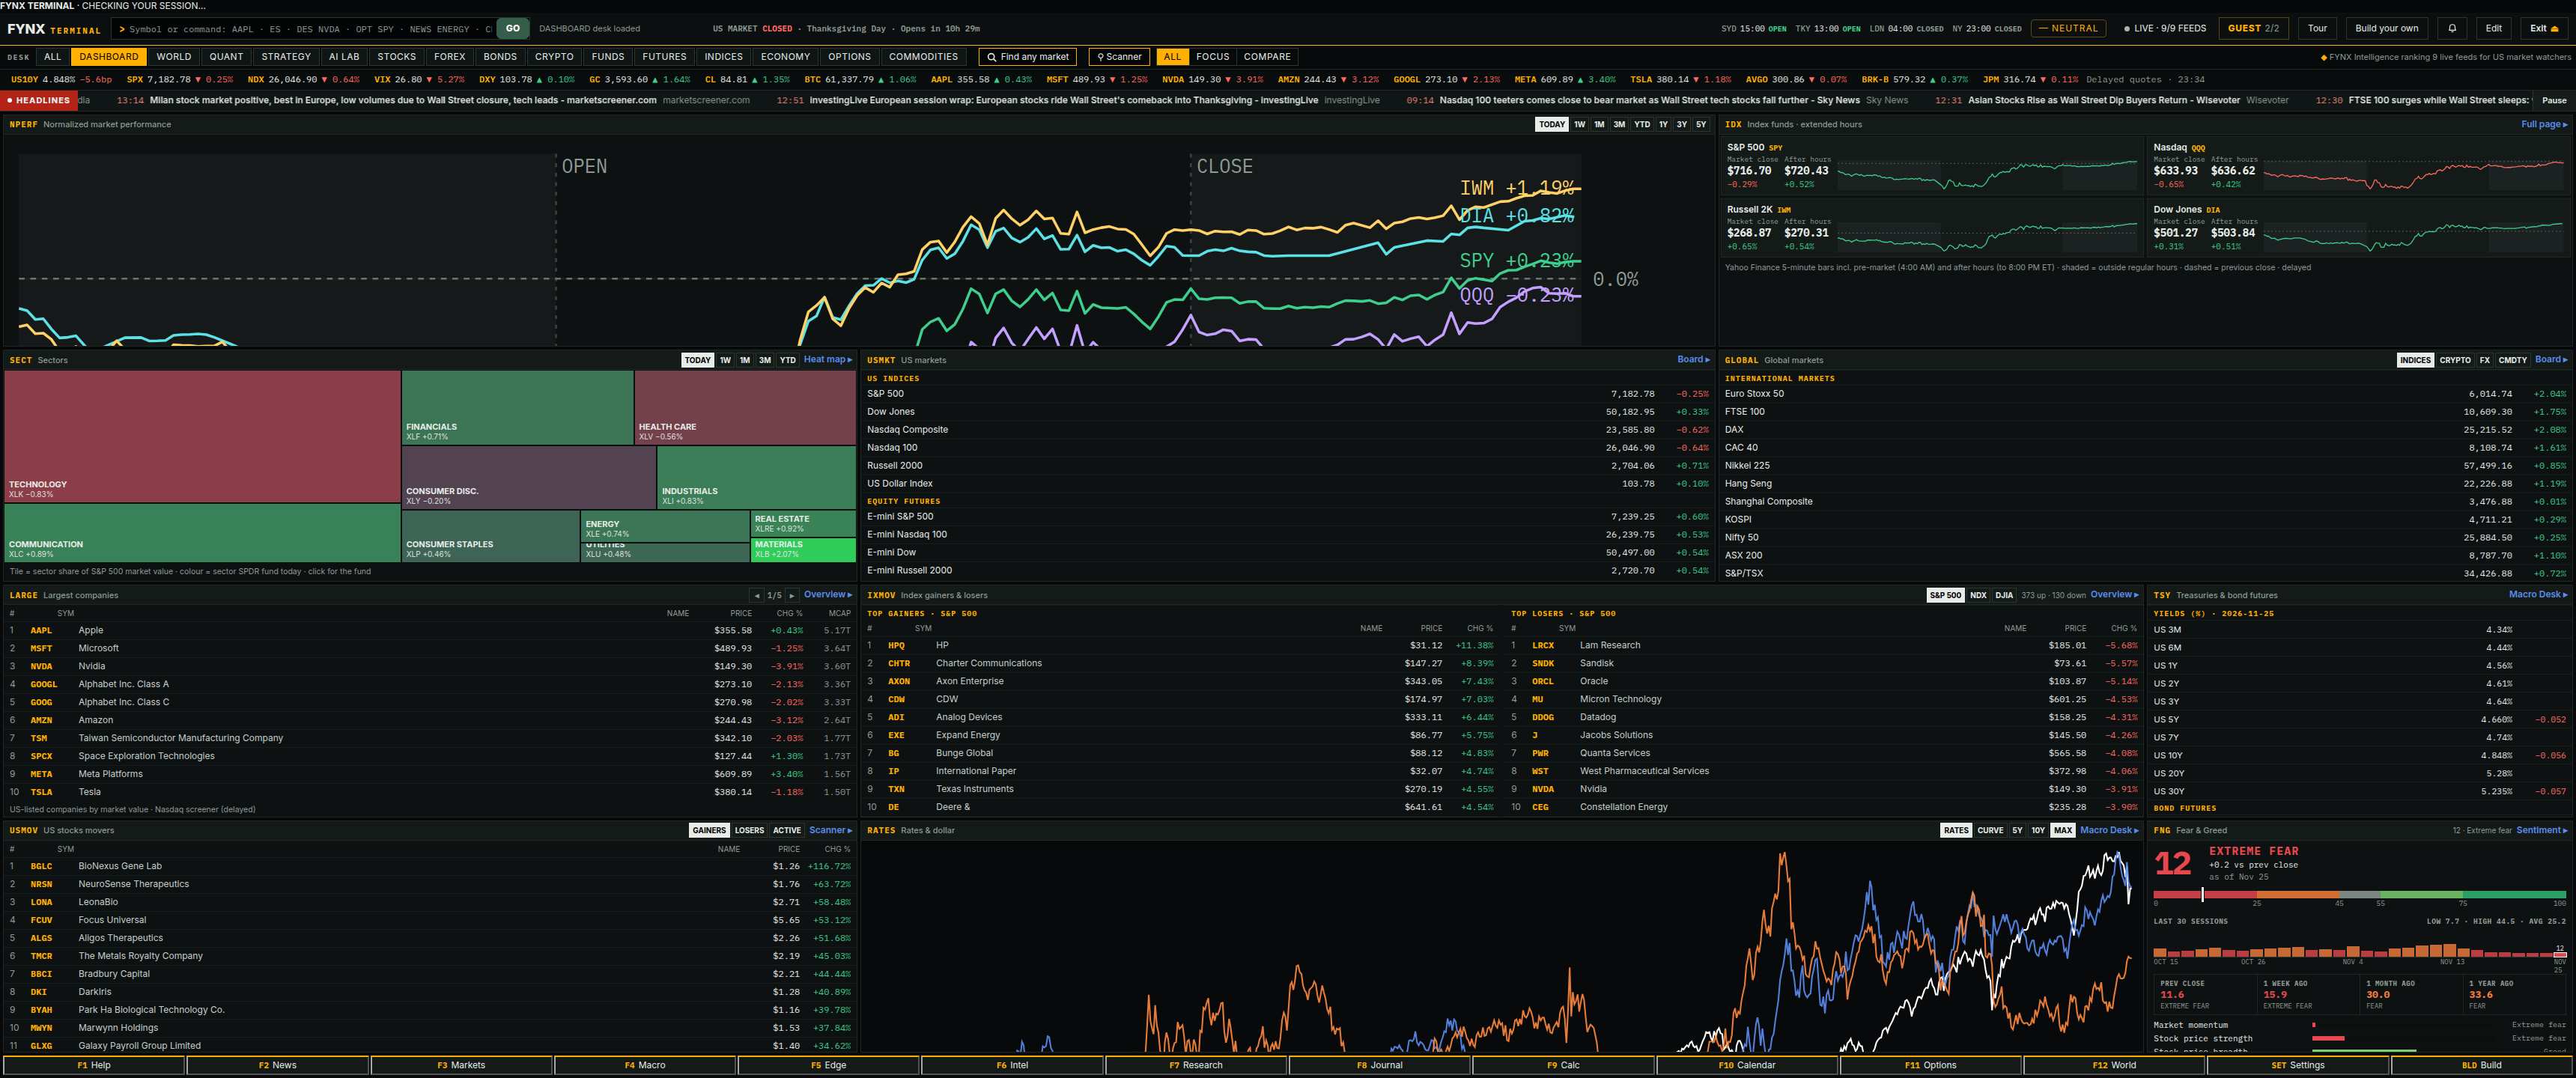 FYNX TERMINAL · CHECKING YOUR SESSION...
FYNX TERMINAL
> Symbol or command: AAPL · ES · DES NVDA · OPT SPY · NEWS ENERGY · C GO DASHBOARD desk loaded
US MARKET CLOSED · Thanksgiving Day · Opens in 10h 29m
SYD 15:00 OPEN TKY 13:00 OPEN LDN 04:00 CLOSED NY 23:00 CLOSED — NEUTRAL ● LIVE · 9/9 FEEDS GUEST 2/2 Tour Build your own Edit Exit
DESK ALL DASHBOARD WORLD QUANT STRATEGY AI LAB STOCKS FOREX BONDS CRYPTO FUNDS FUTURES INDICES ECONOMY OPTIONS COMMODITIES Find any market Scanner ALL FOCUS COMPARE
◆ FYNX Intelligence ranking 9 live feeds for US market watchers
US10Y 4.848% −5.6bp SPX 7,182.78 ▼ 0.25% NDX 26,046.90 ▼ 0.64% VIX 26.80 ▼ 5.27% DXY 103.78 ▲ 0.10% GC 3,593.60 ▲ 1.64% CL 84.81 ▲ 1.35% BTC 61,337.79 ▲ 1.06% AAPL 355.58 ▲ 0.43% MSFT 489.93 ▼ 1.25% NVDA 149.30 ▼ 3.91% AMZN 244.43 ▼ 3.12% GOOGL 273.10 ▼ 2.13% META 609.89 ▲ 3.40% TSLA 380.14 ▼ 1.18% AVGO 300.86 ▼ 0.07% BRK-B 579.32 ▲ 0.37% JPM 316.74 ▼ 0.11% Delayed quotes · 23:34
● HEADLINES dia 13:14 Milan stock market positive, best in Europe, low volumes due to Wall Street closure, tech leads - marketscreener.com marketscreener.com 12:51 InvestingLive European session wrap: European stocks ride Wall Street's comeback into Thanksgiving - investingLive investingLive 09:14 Nasdaq 100 teeters comes close to bear market as Wall Street tech stocks fall further - Sky News Sky News 12:31 Asian Stocks Rise as Wall Street Dip Buyers Return - Wisevoter Wisevoter 12:30 FTSE 100 surges while Wall Street sleeps: Pause
NPERF Normalized market performance TODAY 1W 1M 3M YTD 1Y 3Y 5Y
OPEN
CLOSE
IWM +1.19%
DIA +0.82%
SPY +0.23%
0.0%
QQQ −0.23%
IDX Index funds · extended hours Full page ▸
S&P 500 SPY
Market close After hours
$716.70 $720.43
−0.29% +0.52%
Nasdaq QQQ
Market close After hours
$633.93 $636.62
−0.65% +0.42%
Russell 2K IWM
Market close After hours
$268.87 $270.31
+0.65% +0.54%
Dow Jones DIA
Market close After hours
$501.27 $503.84
+0.31% +0.51%
Yahoo Finance 5-minute bars incl. pre-market (4:00 AM) and after hours (to 8:00 PM ET) · shaded = outside regular hours · dashed = previous close · delayed
SECT Sectors TODAY 1W 1M 3M YTD Heat map ▸
TECHNOLOGY
XLK −0.83%
FINANCIALS
XLF +0.71%
HEALTH CARE
XLV −0.56%
CONSUMER DISC.
XLY −0.20%
INDUSTRIALS
XLI +0.83%
COMMUNICATION
XLC +0.89%
CONSUMER STAPLES
XLP +0.46%
ENERGY
XLE +0.74%
UTILITIES
XLU +0.48%
REAL ESTATE
XLRE +0.92%
MATERIALS
XLB +2.07%
Tile = sector share of S&P 500 market value · colour = sector SPDR fund today · click for the fund
USMKT US markets Board ▸
US INDICES
S&P 500 7,182.78 −0.25%
Dow Jones 50,182.95 +0.33%
Nasdaq Composite 23,585.80 −0.62%
Nasdaq 100 26,046.90 −0.64%
Russell 2000 2,704.06 +0.71%
US Dollar Index 103.78 +0.10%
EQUITY FUTURES
E-mini S&P 500 7,239.25 +0.60%
E-mini Nasdaq 100 26,239.75 +0.53%
E-mini Dow 50,497.00 +0.54%
E-mini Russell 2000 2,720.70 +0.54%
GLOBAL Global markets INDICES CRYPTO FX CMDTY Board ▸
INTERNATIONAL MARKETS
Euro Stoxx 50 6,014.74 +2.04%
FTSE 100 10,609.30 +1.75%
DAX 25,215.52 +2.08%
CAC 40 8,108.74 +1.61%
Nikkei 225 57,499.16 +0.85%
Hang Seng 22,226.88 +1.19%
Shanghai Composite 3,476.88 +0.01%
KOSPI 4,711.21 +0.29%
Nifty 50 25,884.50 +0.25%
ASX 200 8,787.70 +1.10%
S&P/TSX 34,426.88 +0.72%
LARGE Largest companies ◂ 1/5 ▸ Overview ▸
# SYM NAME PRICE CHG % MCAP
1 AAPL Apple $355.58 +0.43% 5.17T
2 MSFT Microsoft $489.93 −1.25% 3.64T
3 NVDA Nvidia $149.30 −3.91% 3.60T
4 GOOGL Alphabet Inc. Class A $273.10 −2.13% 3.36T
5 GOOG Alphabet Inc. Class C $270.98 −2.02% 3.33T
6 AMZN Amazon $244.43 −3.12% 2.64T
7 TSM Taiwan Semiconductor Manufacturing Company $342.10 −2.03% 1.77T
8 SPCX Space Exploration Technologies $127.44 +1.30% 1.73T
9 META Meta Platforms $609.89 +3.40% 1.56T
10 TSLA Tesla $380.14 −1.18% 1.50T
US-listed companies by market value · Nasdaq screener (delayed)
IXMOV Index gainers & losers S&P 500 NDX DJIA 373 up · 130 down Overview ▸
TOP GAINERS · S&P 500
# SYM NAME PRICE CHG %
1 HPQ HP $31.12 +11.38%
2 CHTR Charter Communications $147.27 +8.39%
3 AXON Axon Enterprise $343.05 +7.43%
4 CDW CDW $174.97 +7.03%
5 ADI Analog Devices $333.11 +6.44%
6 EXE Expand Energy $86.77 +5.75%
7 BG Bunge Global $88.12 +4.83%
8 IP International Paper $32.07 +4.74%
9 TXN Texas Instruments $270.19 +4.55%
10 DE Deere & $641.61 +4.54%
TOP LOSERS · S&P 500
# SYM NAME PRICE CHG %
1 LRCX Lam Research $185.01 −5.68%
2 SNDK Sandisk $73.61 −5.57%
3 ORCL Oracle $103.87 −5.14%
4 MU Micron Technology $601.25 −4.53%
5 DDOG Datadog $158.25 −4.31%
6 J Jacobs Solutions $145.50 −4.26%
7 PWR Quanta Services $565.58 −4.08%
8 WST West Pharmaceutical Services $372.98 −4.06%
9 NVDA Nvidia $149.30 −3.91%
10 CEG Constellation Energy $235.28 −3.90%
TSY Treasuries & bond futures Macro Desk ▸
YIELDS (%) · 2026-11-25
US 3M 4.34%
US 6M 4.44%
US 1Y 4.56%
US 2Y 4.61%
US 3Y 4.64%
US 5Y 4.660% −0.052
US 7Y 4.74%
US 10Y 4.848% −0.056
US 20Y 5.28%
US 30Y 5.235% −0.057
BOND FUTURES
USMOV US stocks movers GAINERS LOSERS ACTIVE Scanner ▸
# SYM NAME PRICE CHG %
1 BGLC BioNexus Gene Lab $1.26 +116.72%
2 NRSN NeuroSense Therapeutics $1.76 +63.72%
3 LONA LeonaBio $2.71 +58.48%
4 FCUV Focus Universal $5.65 +53.12%
5 ALGS Aligos Therapeutics $2.26 +51.68%
6 TMCR The Metals Royalty Company $2.19 +45.03%
7 BBCI Bradbury Capital $2.21 +44.44%
8 DKI DarkIris $1.28 +40.89%
9 BYAH Park Ha Biological Technology Co. $1.16 +39.78%
10 MWYN Marwynn Holdings $1.53 +37.84%
11 GLXG Galaxy Payroll Group Limited $1.40 +34.62%
RATES Rates & dollar RATES CURVE 5Y 10Y MAX Macro Desk ▸
FNG Fear & Greed 12 · Extreme fear Sentiment ▸
12
EXTREME FEAR
+0.2 vs prev close
as of Nov 25
0 25 45 55 75 100
LAST 30 SESSIONS LOW 7.7 · HIGH 44.5 · AVG 25.2
12
OCT 15 OCT 26 NOV 4 NOV 13 NOV 25
PREV CLOSE 1 WEEK AGO 1 MONTH AGO 1 YEAR AGO
11.6 15.9 30.0 33.6
EXTREME FEAR EXTREME FEAR FEAR FEAR
Market momentum Extreme fear
Stock price strength Extreme fear
F1 Help F2 News F3 Markets F4 Macro F5 Edge F6 Intel F7 Research F8 Journal F9 Calc F10 Calendar F11 Options F12 World SET Settings BLD Build